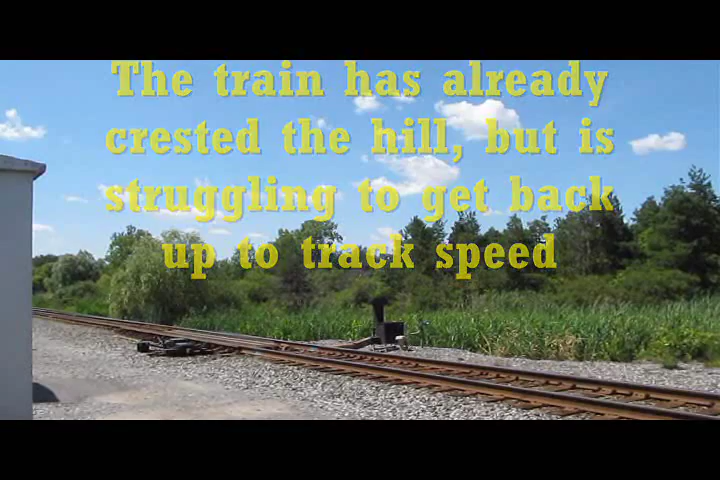 The train has already
crested the hill, but is
struggling to get back
up to track speed